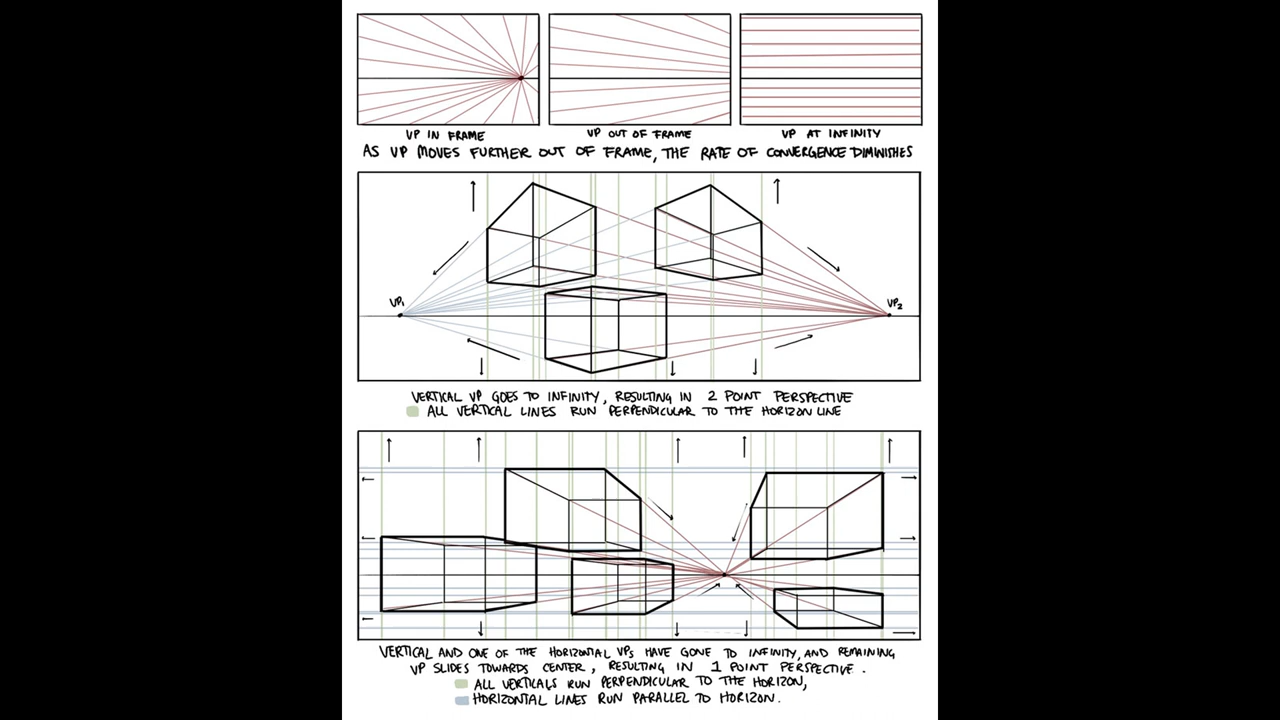 VP IN FRAME
VP OUT OF FRAME
VP AT INFINITY
AS VP MOVES FURTHER OUT OF FRAME, THE RATE OF CONVERGENCE DIMINISHES
VP1
VP2
VERTICAL VP GOES TO INFINITY, RESULTING IN 2 POINT PERSPECTIVE
ALL VERTICAL LINES RUN PERPENDICULAR TO THE HORIZON LINE
VERTICAL AND ONE OF THE HORIZONTAL VPs HAVE GONE TO INFINITY, AND REMAINING
VP SLIDES TOWARDS CENTER, RESULTING IN 1 POINT PERSPECTIVE.
ALL VERTICALS RUN PERPENDICULAR TO THE HORIZON,
HORIZONTAL LINES RUN PARALLEL TO HORIZON.